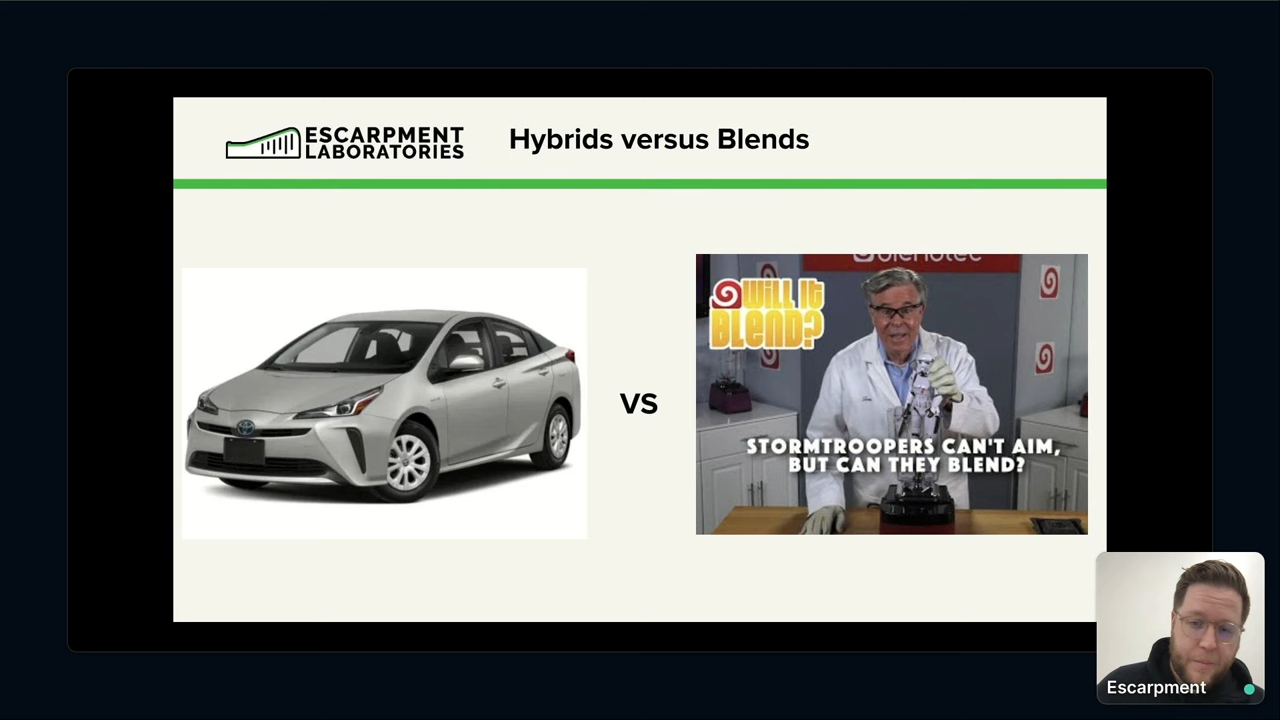 ESCARPMENT
LABORATORIES
Hybrids versus Blends
VS
WILL IT
BLEND?
STORMTROOPERS CAN'T AIM,
BUT CAN THEY BLEND?
Escarpment